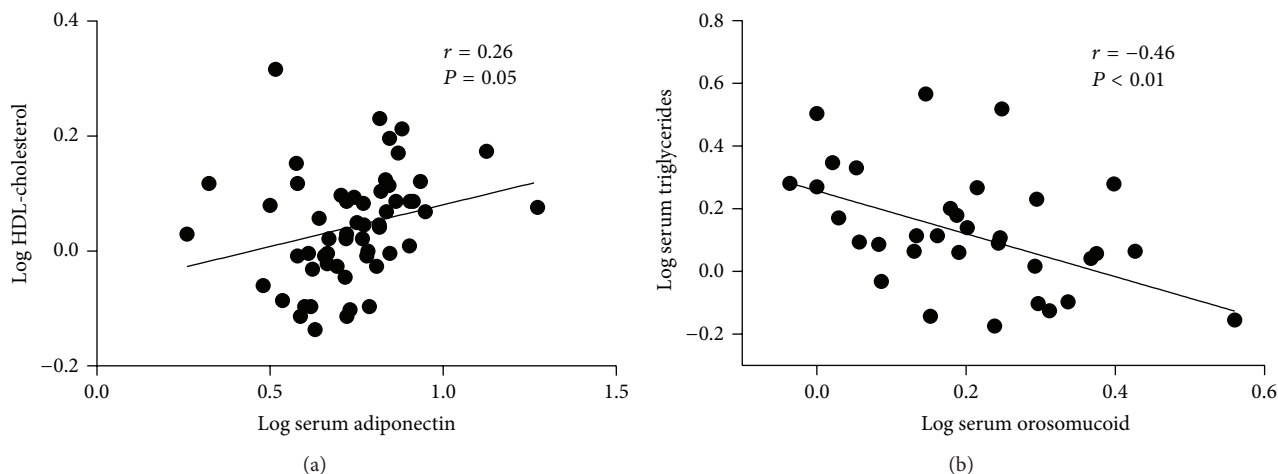 0.4
0.2
0.0
−0.2
Log HDL-cholesterol
r = 0.26
P = 0.05
0.0
0.5
1.0
1.5
Log serum adiponectin
(a)
0.8
0.6
0.4
0.2
0.0
−0.2
Log serum triglycerides
r = −0.46
P < 0.01
0.0
0.2
0.4
0.6
Log serum orosomucoid
(b)